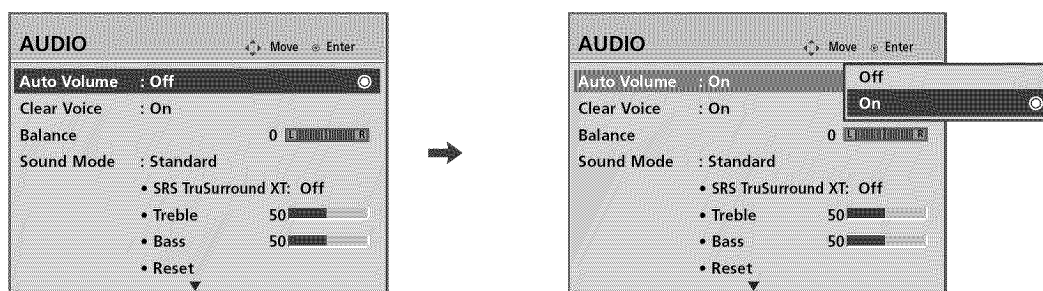 AUDIO Move Enter
Auto Volume : Off
Clear Voice : On
Balance 0 L R
Sound Mode : Standard
• SRS TruSurround XT: Off
• Treble 50
• Bass 50
• Reset
AUDIO Move Enter
Auto Volume : On
Off
On
Clear Voice : On
Balance 0 L R
Sound Mode : Standard
• SRS TruSurround XT: Off
• Treble 50
• Bass 50
• Reset